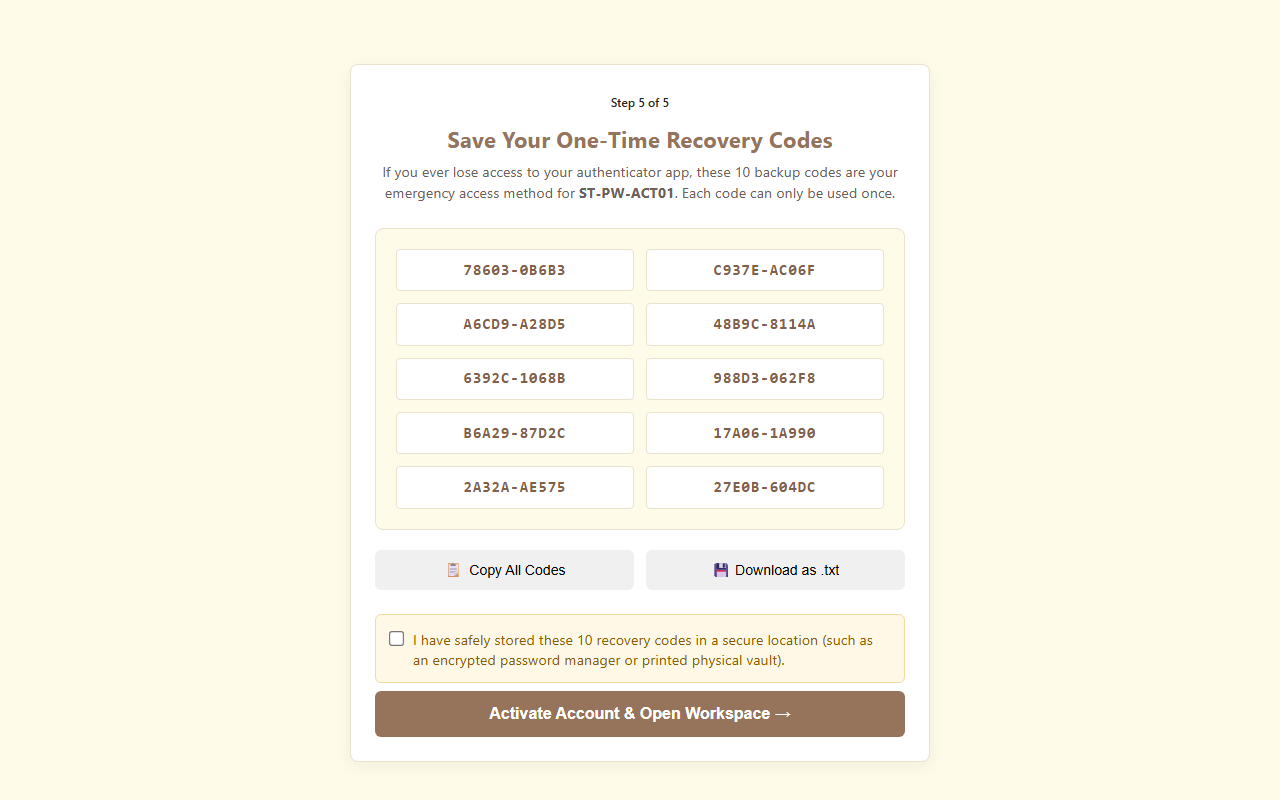 Step 5 of 5
Save Your One-Time Recovery Codes
If you ever lose access to your authenticator app, these 10 backup codes are your
emergency access method for ST-PW-ACT01. Each code can only be used once.
78603-0B6B3
C937E-AC06F
A6CD9-A28D5
48B9C-8114A
6392C-1068B
988D3-062F8
B6A29-87D2C
17A06-1A990
2A32A-AE575
27E0B-604DC
📋 Copy All Codes
💾 Download as .txt
I have safely stored these 10 recovery codes in a secure location (such as
an encrypted password manager or printed physical vault).
Activate Account & Open Workspace →